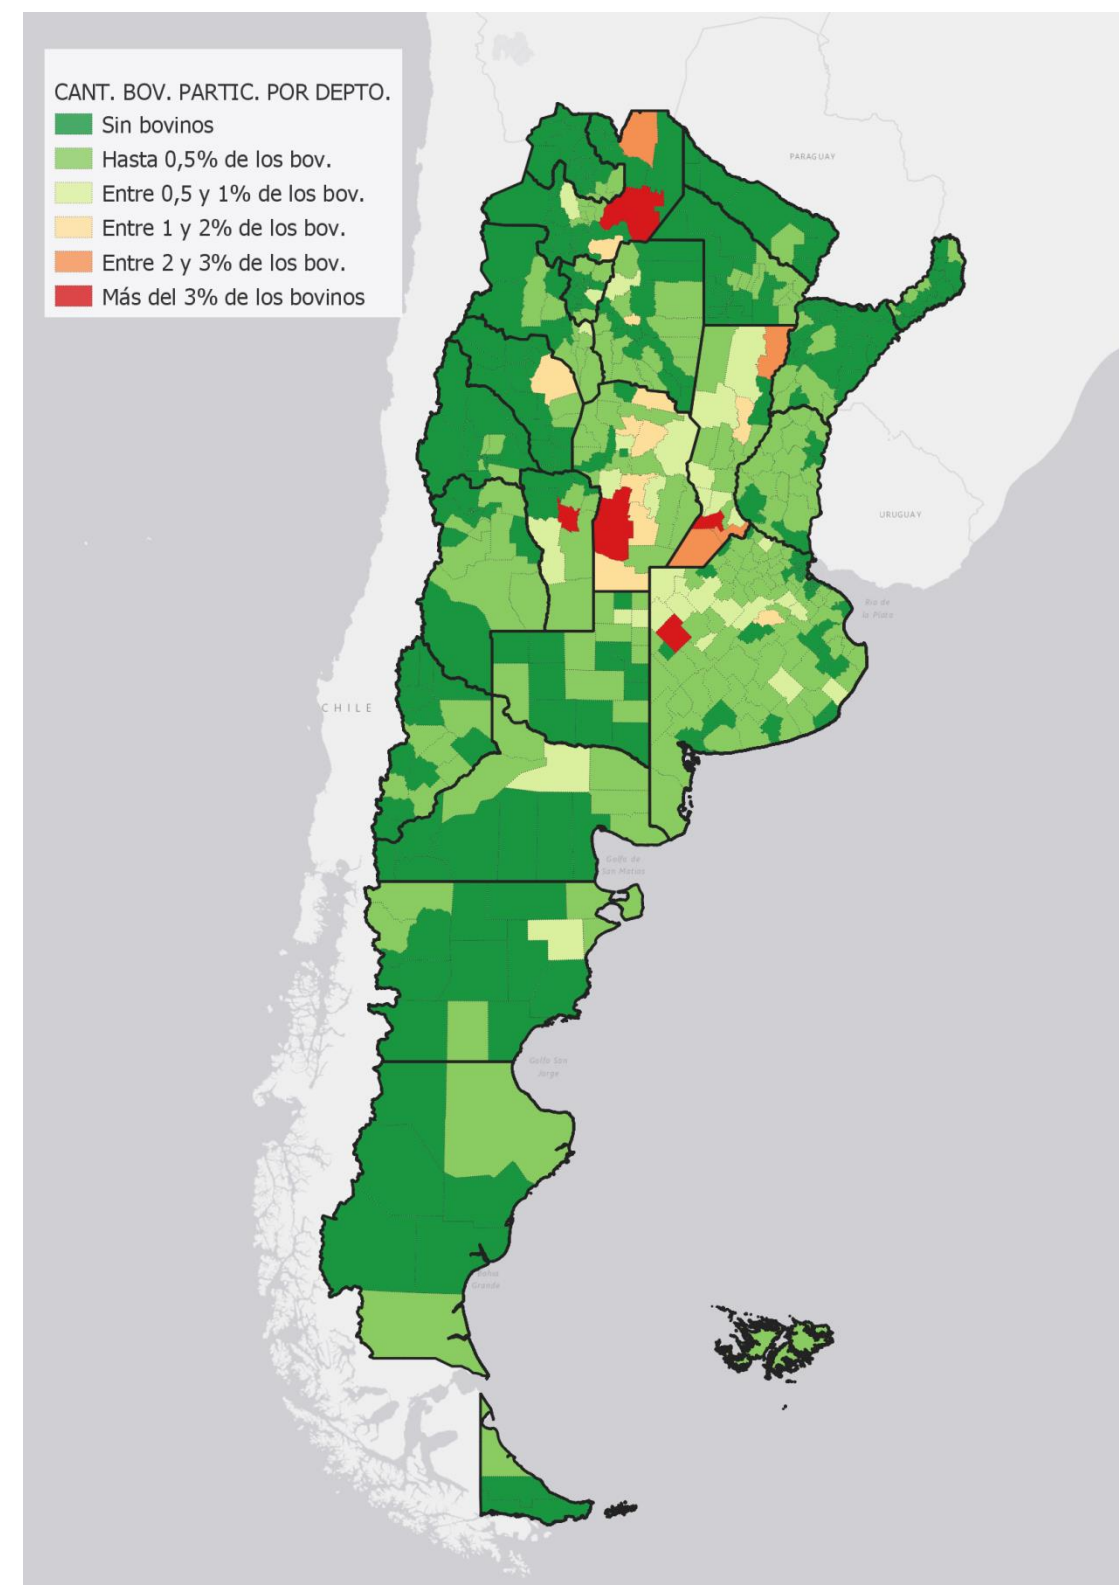 CANT. BOV. PARTIC. POR DEPTO.
Sin bovinos
Hasta 0,5% de los bov.
Entre 0,5 y 1% de los bov.
Entre 1 y 2% de los bov.
Entre 2 y 3% de los bov.
Más del 3% de los bovinos
PARAGUAY
URUGUAY
Río de
la Plata
CHILE
Golfo de
San Matías
Golfo San
Jorge
Grande